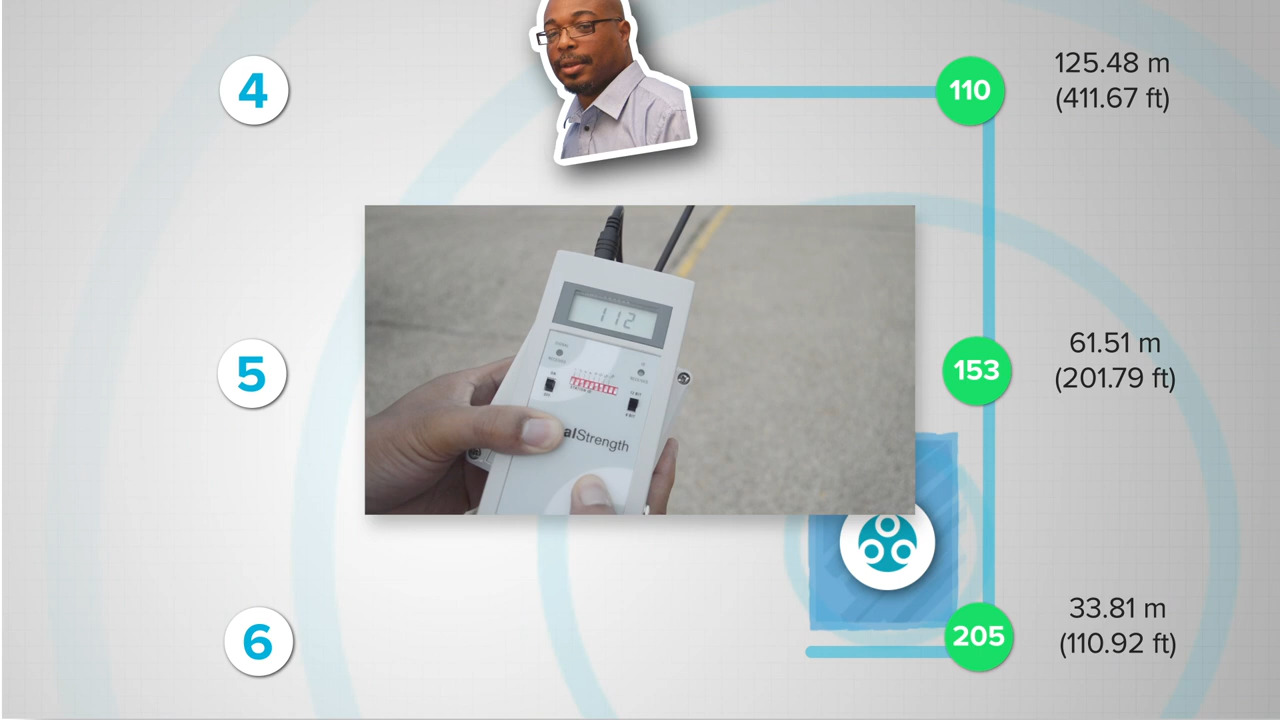 4
110
125.48 m
(411.67 ft)
112
alStrength
5
153
61.51 m
(201.79 ft)
6
205
33.81 m
(110.92 ft)